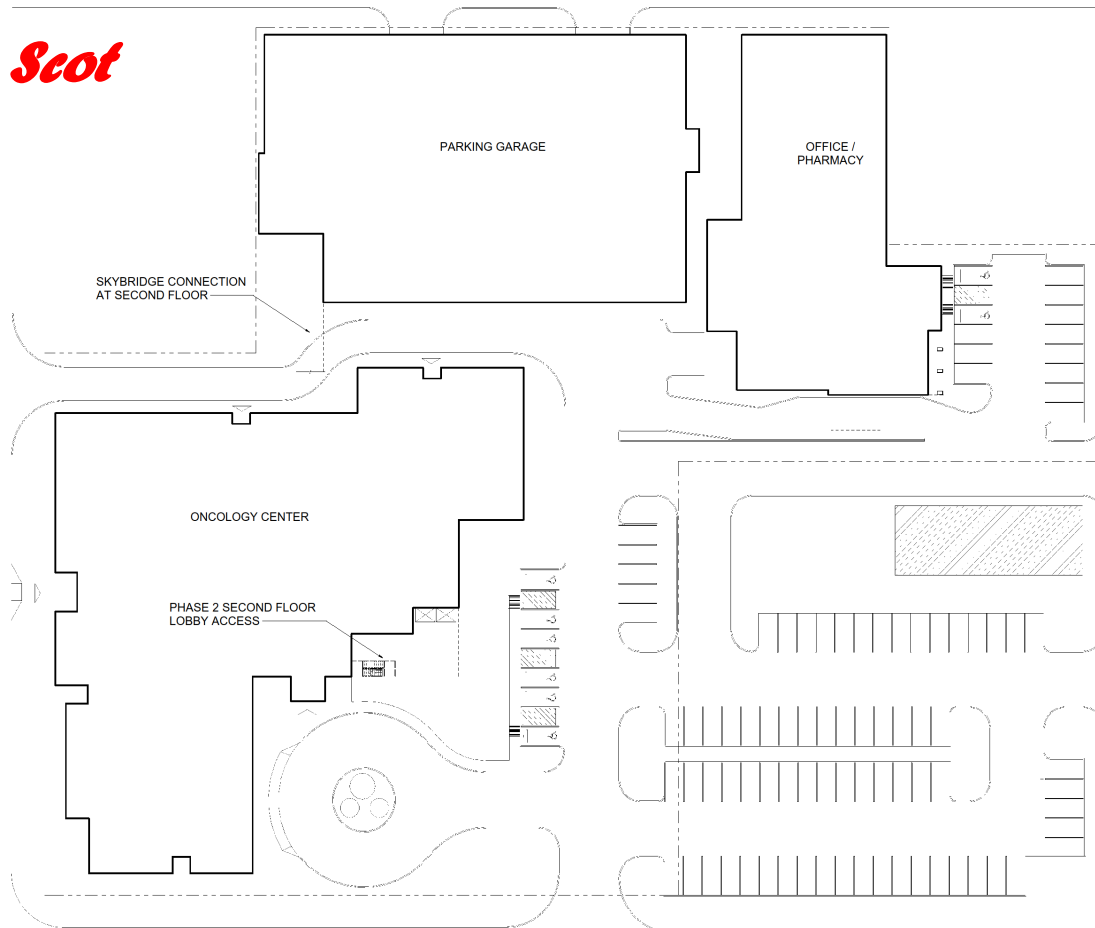 Scot
PARKING GARAGE
OFFICE /
PHARMACY
SKYBRIDGE CONNECTION
AT SECOND FLOOR
ONCOLOGY CENTER
PHASE 2 SECOND FLOOR
LOBBY ACCESS